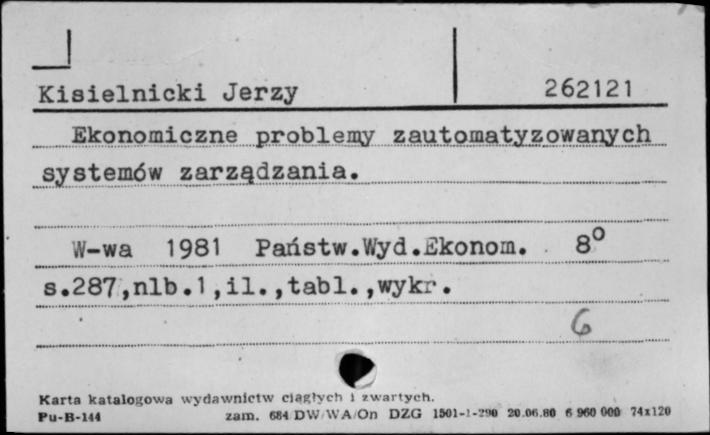 Kisielnicki Jerzy 262121
Ekonomiczne problemy zautomatyzowanych
systemów zarządzania.
W-wa 1981 Państw.Wyd.Ekonom. 8°
s.287,nlb.1,il.,tabl.,wykr.
6
Karta katalogowa wydawnictw ciągłych i zwartych.
Pu-B-144 zam. 684/DW/WA/On DZG 1501-1-290 20.06.80 6 960 000 74x120